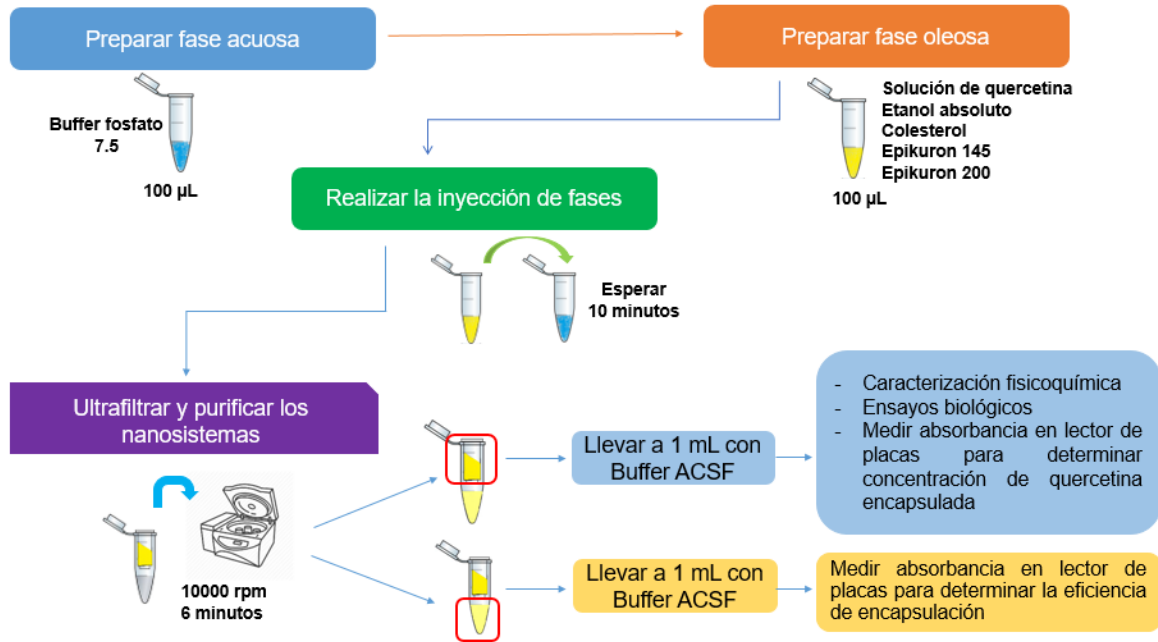 Preparar fase acuosa
Preparar fase oleosa
Buffer fosfato
7.5
100 µL
Solución de quercetina
Etanol absoluto
Colesterol
Epikuron 145
Epikuron 200
100 µL
Realizar la inyección de fases
Esperar
10 minutos
Ultrafiltrar y purificar los
nanosistemas
10000 rpm
6 minutos
Llevar a 1 mL con
Buffer ACSF
- Caracterización fisicoquímica
- Ensayos biológicos
- Medir absorbancia en lector de
placas para determinar
concentración de quercetina
encapsulada
Llevar a 1 mL con
Buffer ACSF
Medir absorbancia en lector de
placas para determinar la eficiencia
de encapsulación